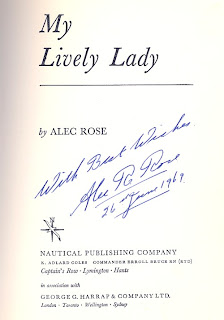 My
Lively Lady
by ALEC ROSE
With Best Wishes
Alec R. Rose
26th June 1969.
NAUTICAL PUBLISHING COMPANY
K. ADLARD COLES COMMANDER ERROLL BRUCE RN (RTD)
Captain's Row · Lymington · Hants
in association with
GEORGE G. HARRAP & COMPANY LTD.
London · Toronto · Wellington · Sydney